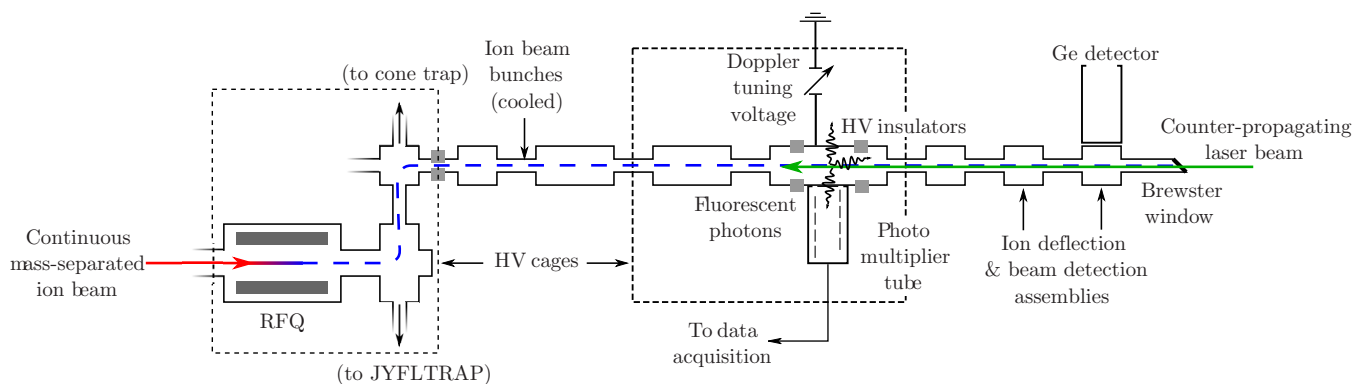 (to cone trap)
Ion beam
bunches
(cooled)
Doppler
tuning
voltage
HV insulators
Ge detector
Counter-propagating
laser beam
Brewster
window
Continuous
mass-separated
ion beam
RFQ
HV cages
Fluorescent
photons
Photo
multiplier
tube
Ion deflection
& beam detection
assemblies
To data
acquisition
(to JYFLTRAP)